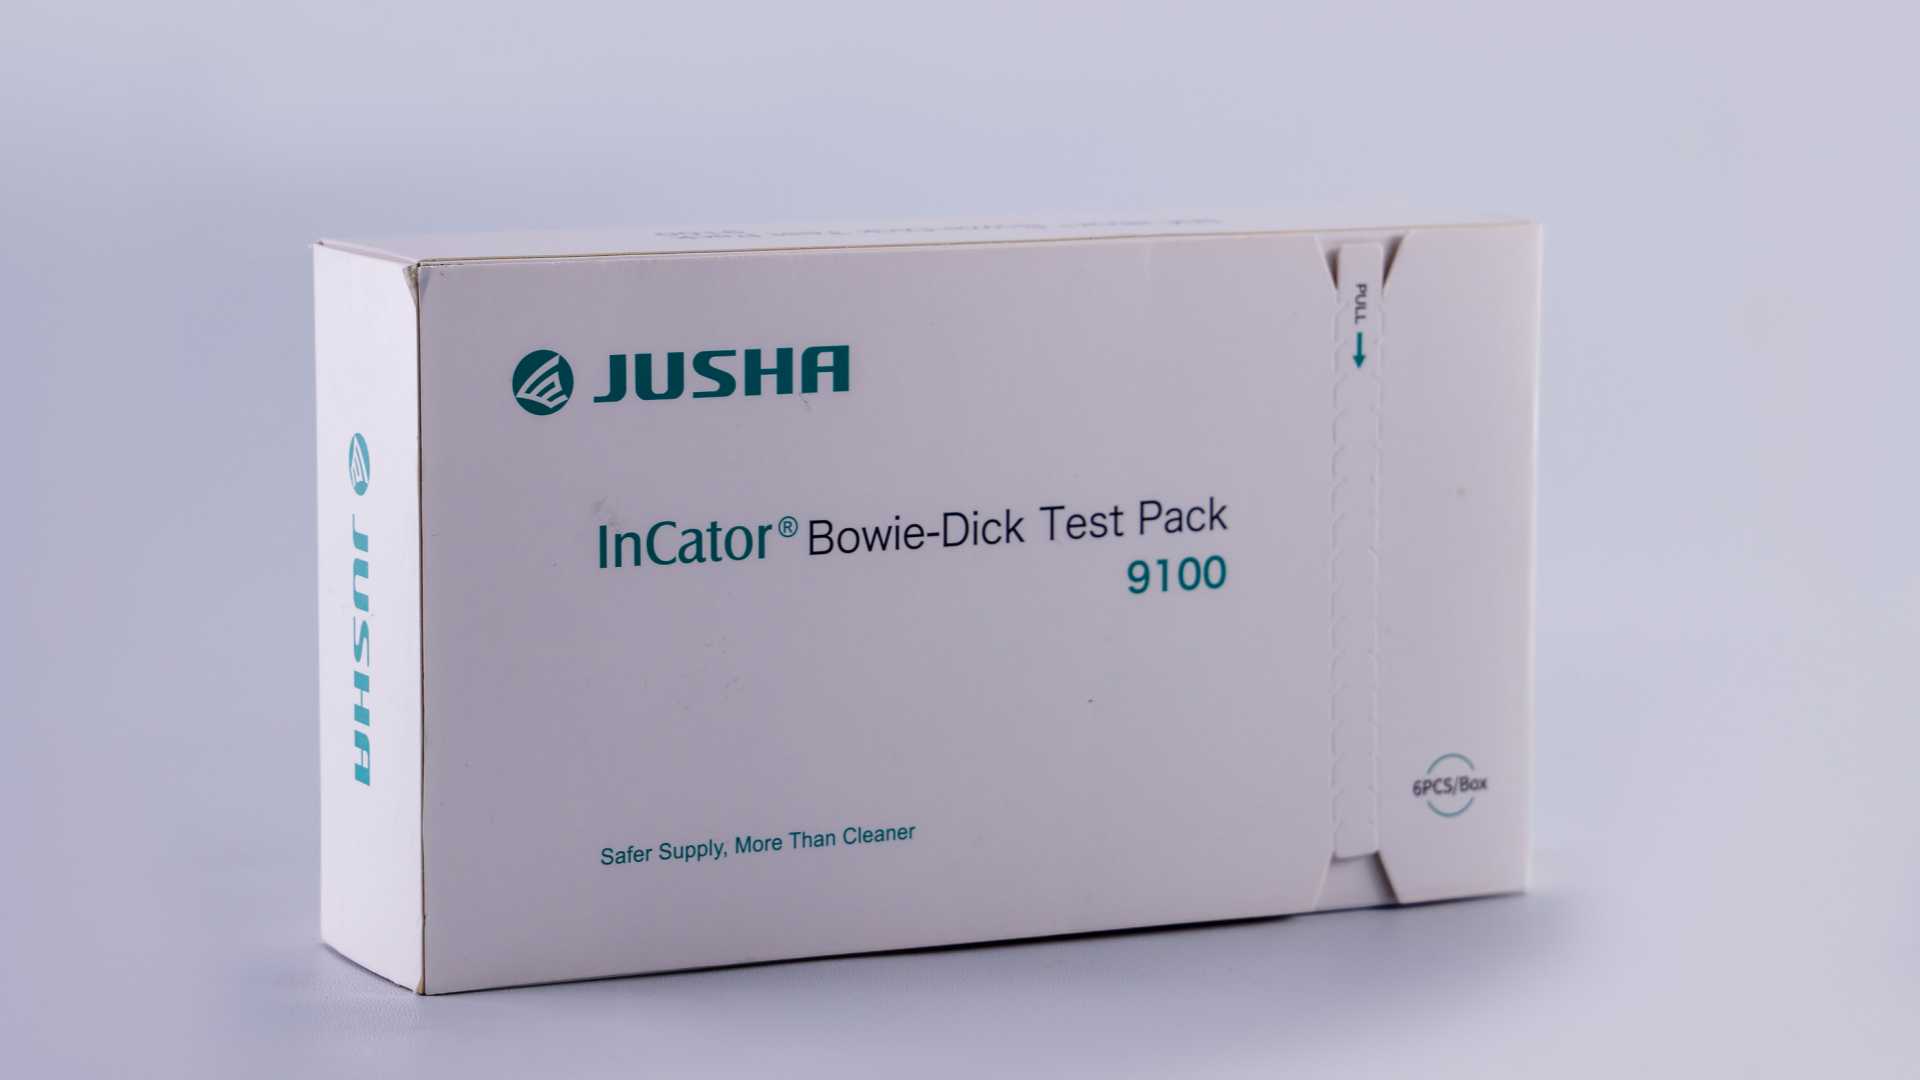 JUSHA
InCator® Bowie-Dick Test Pack
9100
Safer Supply, More Than Cleaner
PULL
6PCS/Box
JUSHA